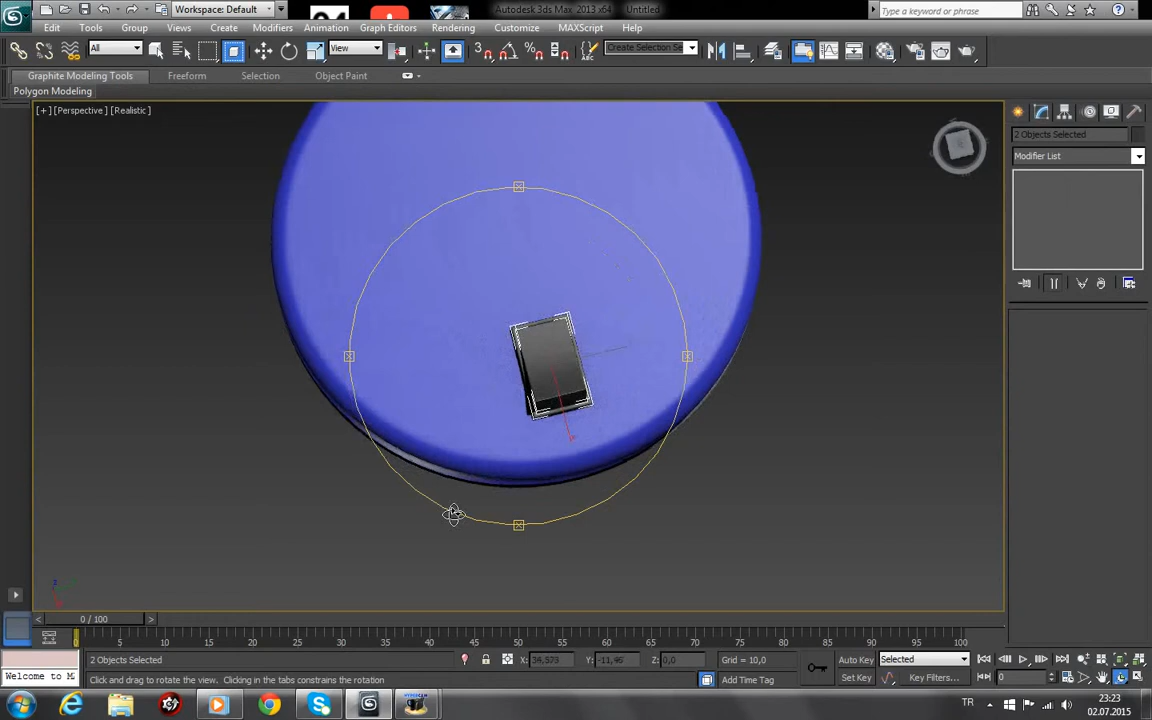 Workspace: Default
Autodesk 3ds Max 2013 x64
Untitled
Type a keyword or phrase
Edit Tools Group Views Create Modifiers Animation Graph Editors Rendering Customize MAXScript Help
All
View
Create Selection Se
Graphite Modeling Tools Freeform Selection Object Paint
Polygon Modeling
[+] [Perspective] [Realistic]
2 Objects Selected
Modifier List
0 / 100
0 5 10 15 20 25 30 35 40 45 50 55 60 65 70 75 80 85 90 95 100
2 Objects Selected
X: 34,573
Z: 0,0
Grid = 10,0
Auto Key
Selected
Welcome to M
Click and drag to rotate the view. Clicking in the tabs constrains the rotation
Add Time Tag
Set Key
Key Filters...
0
TR
23:23
02.07.2015